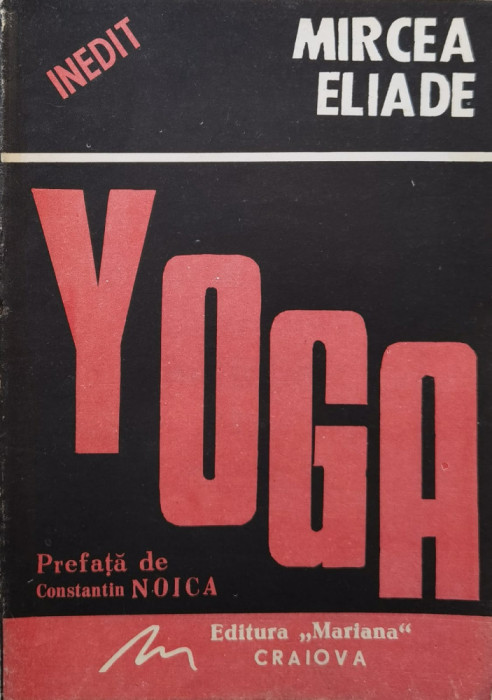 INEDIT
MIRCEA
ELIADE
YOGA
Prefață de
Constantin NOICA
Editura „Mariana“
CRAIOVA